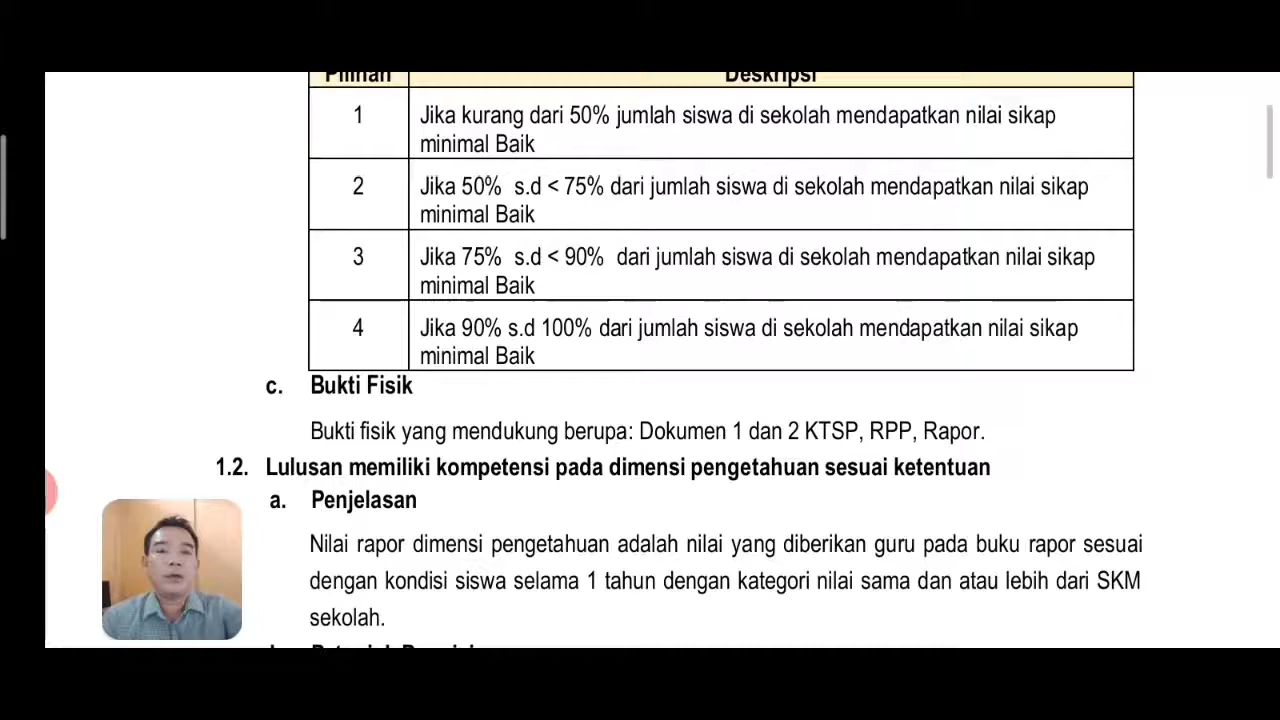 Pilihan Deskripsi
1 Jika kurang dari 50% jumlah siswa di sekolah mendapatkan nilai sikap
minimal Baik
2 Jika 50% s.d < 75% dari jumlah siswa di sekolah mendapatkan nilai sikap
minimal Baik
3 Jika 75% s.d < 90% dari jumlah siswa di sekolah mendapatkan nilai sikap
minimal Baik
4 Jika 90% s.d 100% dari jumlah siswa di sekolah mendapatkan nilai sikap
minimal Baik
c. Bukti Fisik
Bukti fisik yang mendukung berupa: Dokumen 1 dan 2 KTSP, RPP, Rapor.
1.2. Lulusan memiliki kompetensi pada dimensi pengetahuan sesuai ketentuan
a. Penjelasan
Nilai rapor dimensi pengetahuan adalah nilai yang diberikan guru pada buku rapor sesuai
dengan kondisi siswa selama 1 tahun dengan kategori nilai sama dan atau lebih dari SKM
sekolah.